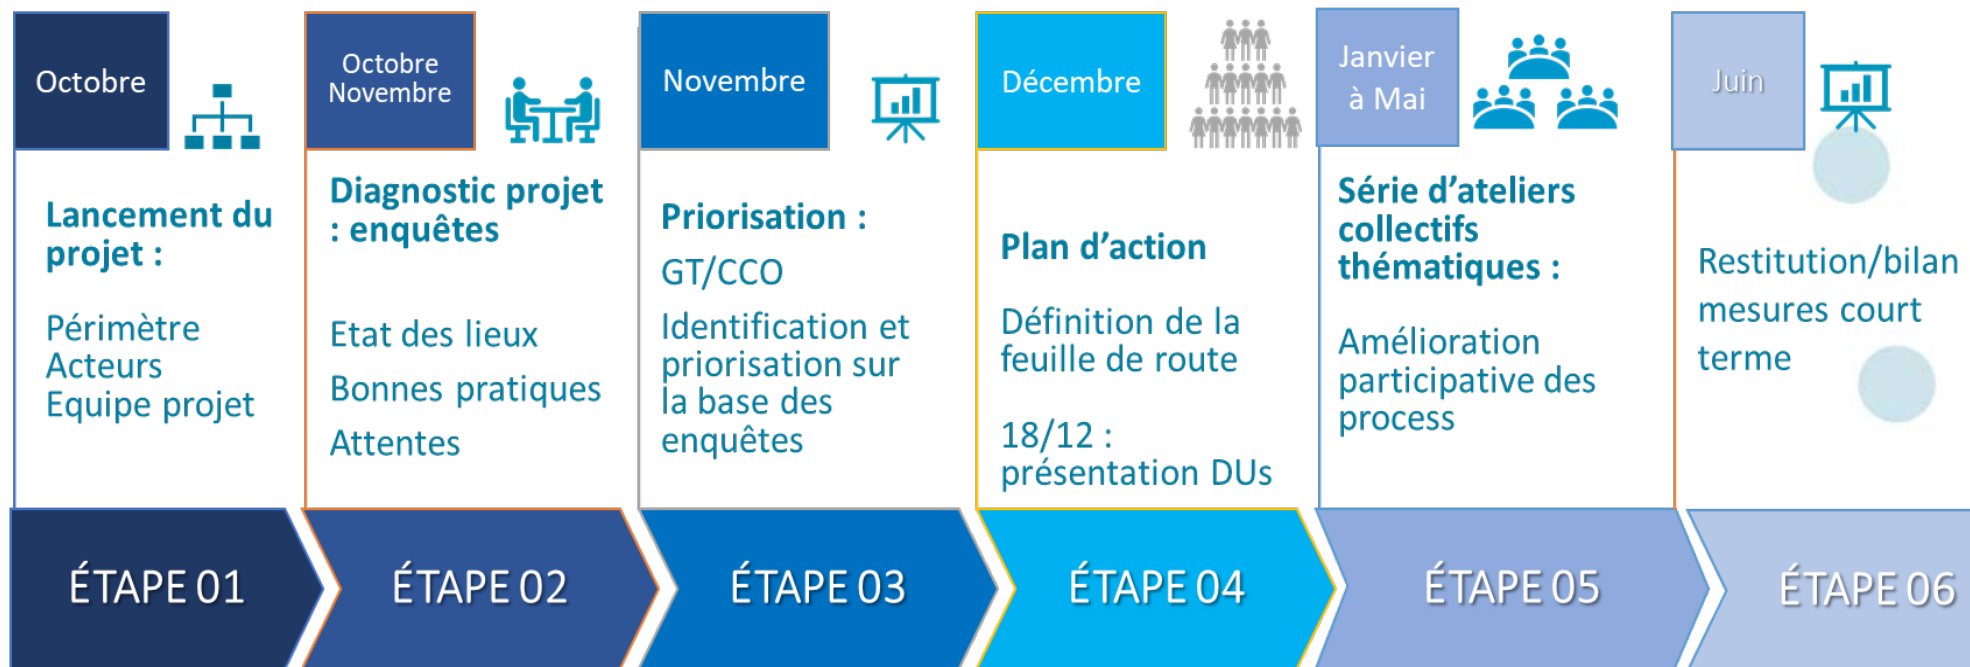 Octobre
Lancement du
projet :
Périmètre
Acteurs
Equipe projet
ÉTAPE 01
Octobre
Novembre
Diagnostic projet
: enquêtes
Etat des lieux
Bonnes pratiques
Attentes
ÉTAPE 02
Novembre
Priorisation :
GT/CCO
Identification et
priorisation sur
la base des
enquêtes
ÉTAPE 03
Décembre
Plan d’action
Définition de la
feuille de route
18/12 :
présentation DUs
ÉTAPE 04
Janvier
à Mai
Série d’ateliers
collectifs
thématiques :
Amélioration
participative des
process
ÉTAPE 05
Juin
Restitution/bilan
mesures court
terme
ÉTAPE 06